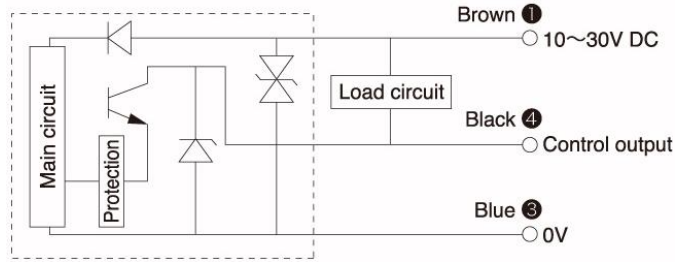 Brown ❶
10～30V DC
Main circuit
Protection
Load circuit
Black ❹
Control output
Blue ❸
0V